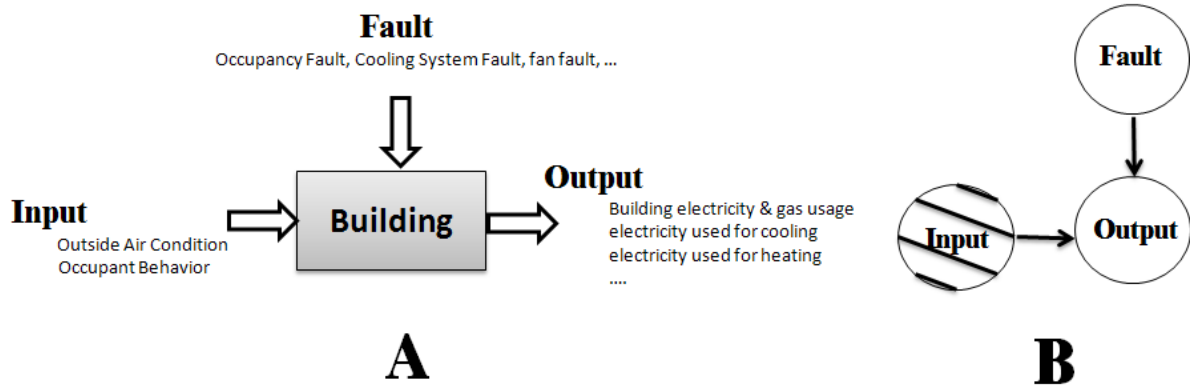 Fault
Occupancy Fault, Cooling System Fault, fan fault, ...
Input
Outside Air Condition
Occupant Behavior
Building
Output
Building electricity & gas usage
electricity used for cooling
electricity used for heating
....
A
Fault
Input
Output
B